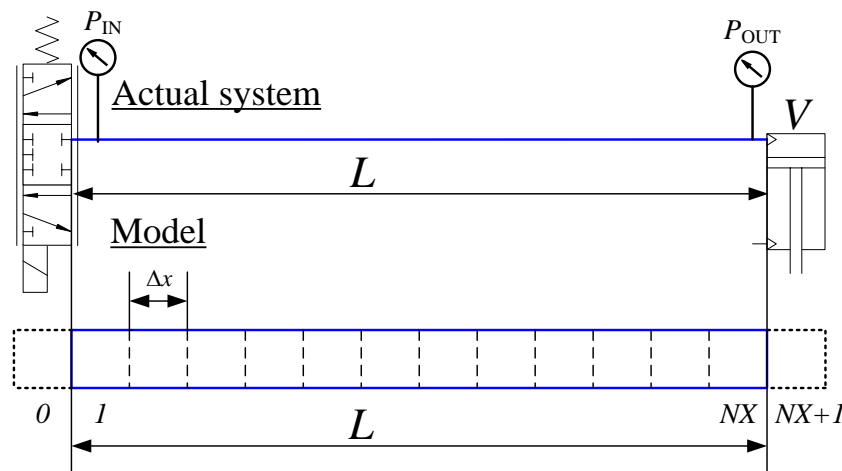 P_IN
P_OUT
Actual system
V
L
Model
Δx
0 1 NX NX+1
L